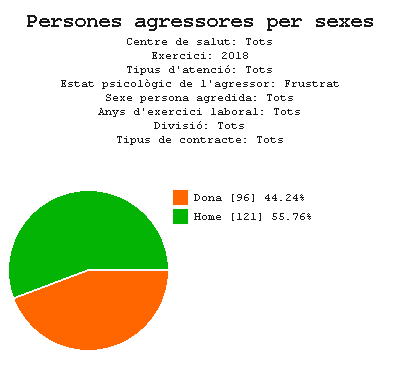 Persones agressores per sexes
Centre de salut: Tots
Exercici: 2018
Tipus d'atenció: Tots
Estat psicològic de l'agressor: Frustrat
Sexe persona agredida: Tots
Anys d'exercici laboral: Tots
Divisió: Tots
Tipus de contracte: Tots
Dona [96] 44.24%
Home [121] 55.76%